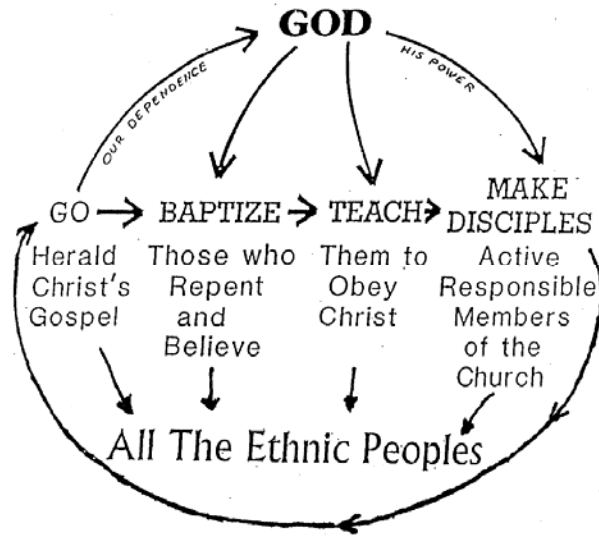 GOD
OUR DEPENDENCE
HIS POWER
GO
BAPTIZE
TEACH
MAKE
DISCIPLES
Herald
Christ's
Gospel
Those who
Repent
and
Believe
Them to
Obey
Christ
Active
Responsible
Members
of the
Church
All The Ethnic Peoples